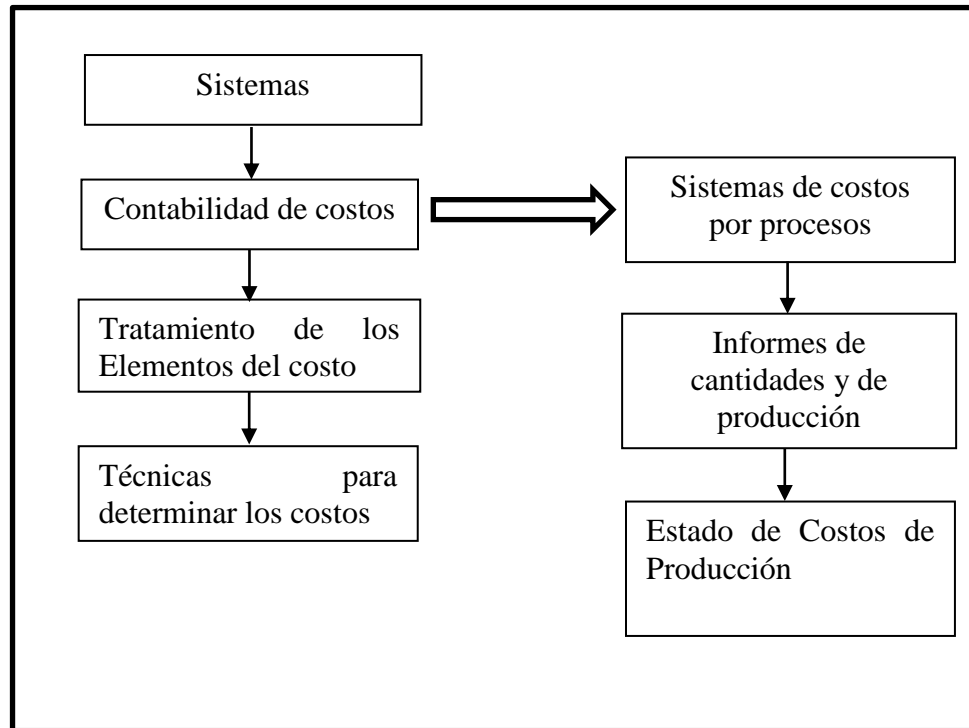 Sistemas
Contabilidad de costos
Tratamiento de los
Elementos del costo
Técnicas para
determinar los costos
Sistemas de costos
por procesos
Informes de
cantidades y de
producción
Estado de Costos de
Producción